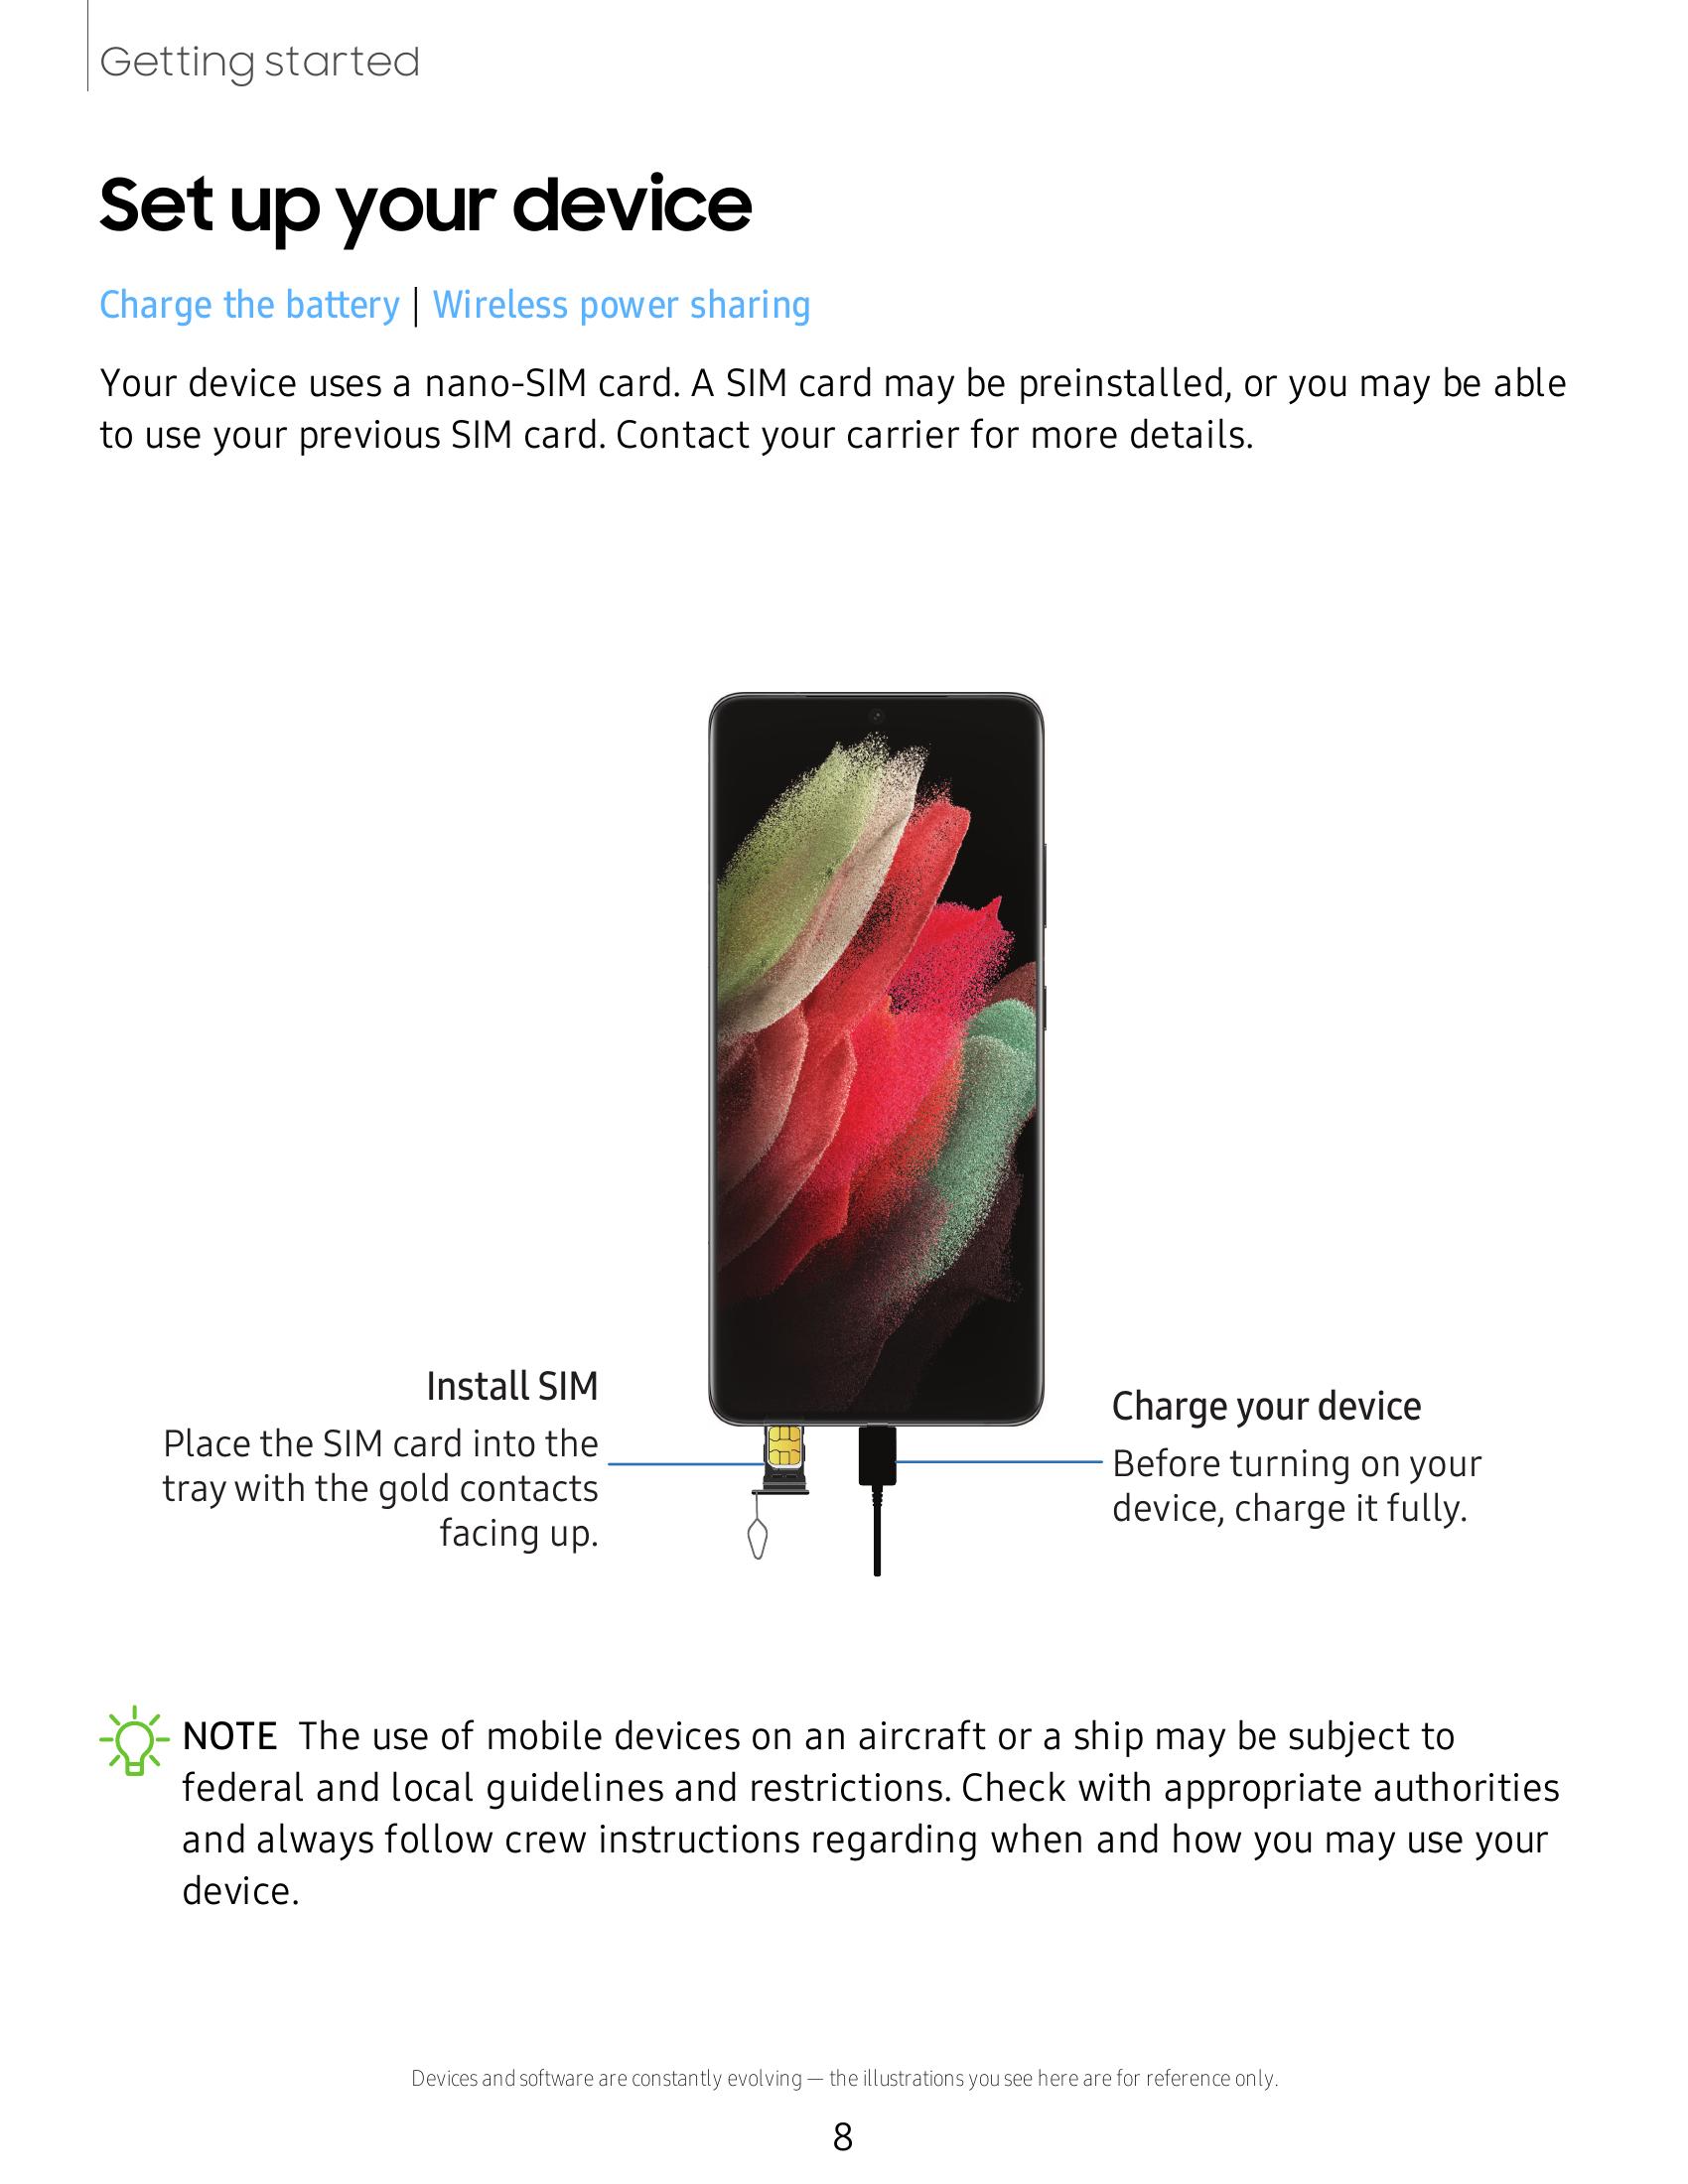 Getting started
Set up your device
Charge the battery | Wireless power sharing
Your device uses a nano-SIM card. A SIM card may be preinstalled, or you may be able
to use your previous SIM card. Contact your carrier for more details.
Install SIM
Place the SIM card into the
tray with the gold contacts
facing up.
Charge your device
Before turning on your
device, charge it fully.
NOTE The use of mobile devices on an aircraft or a ship may be subject to
federal and local guidelines and restrictions. Check with appropriate authorities
and always follow crew instructions regarding when and how you may use your
device.
Devices and software are constantly evolving — the illustrations you see here are for reference only.
8